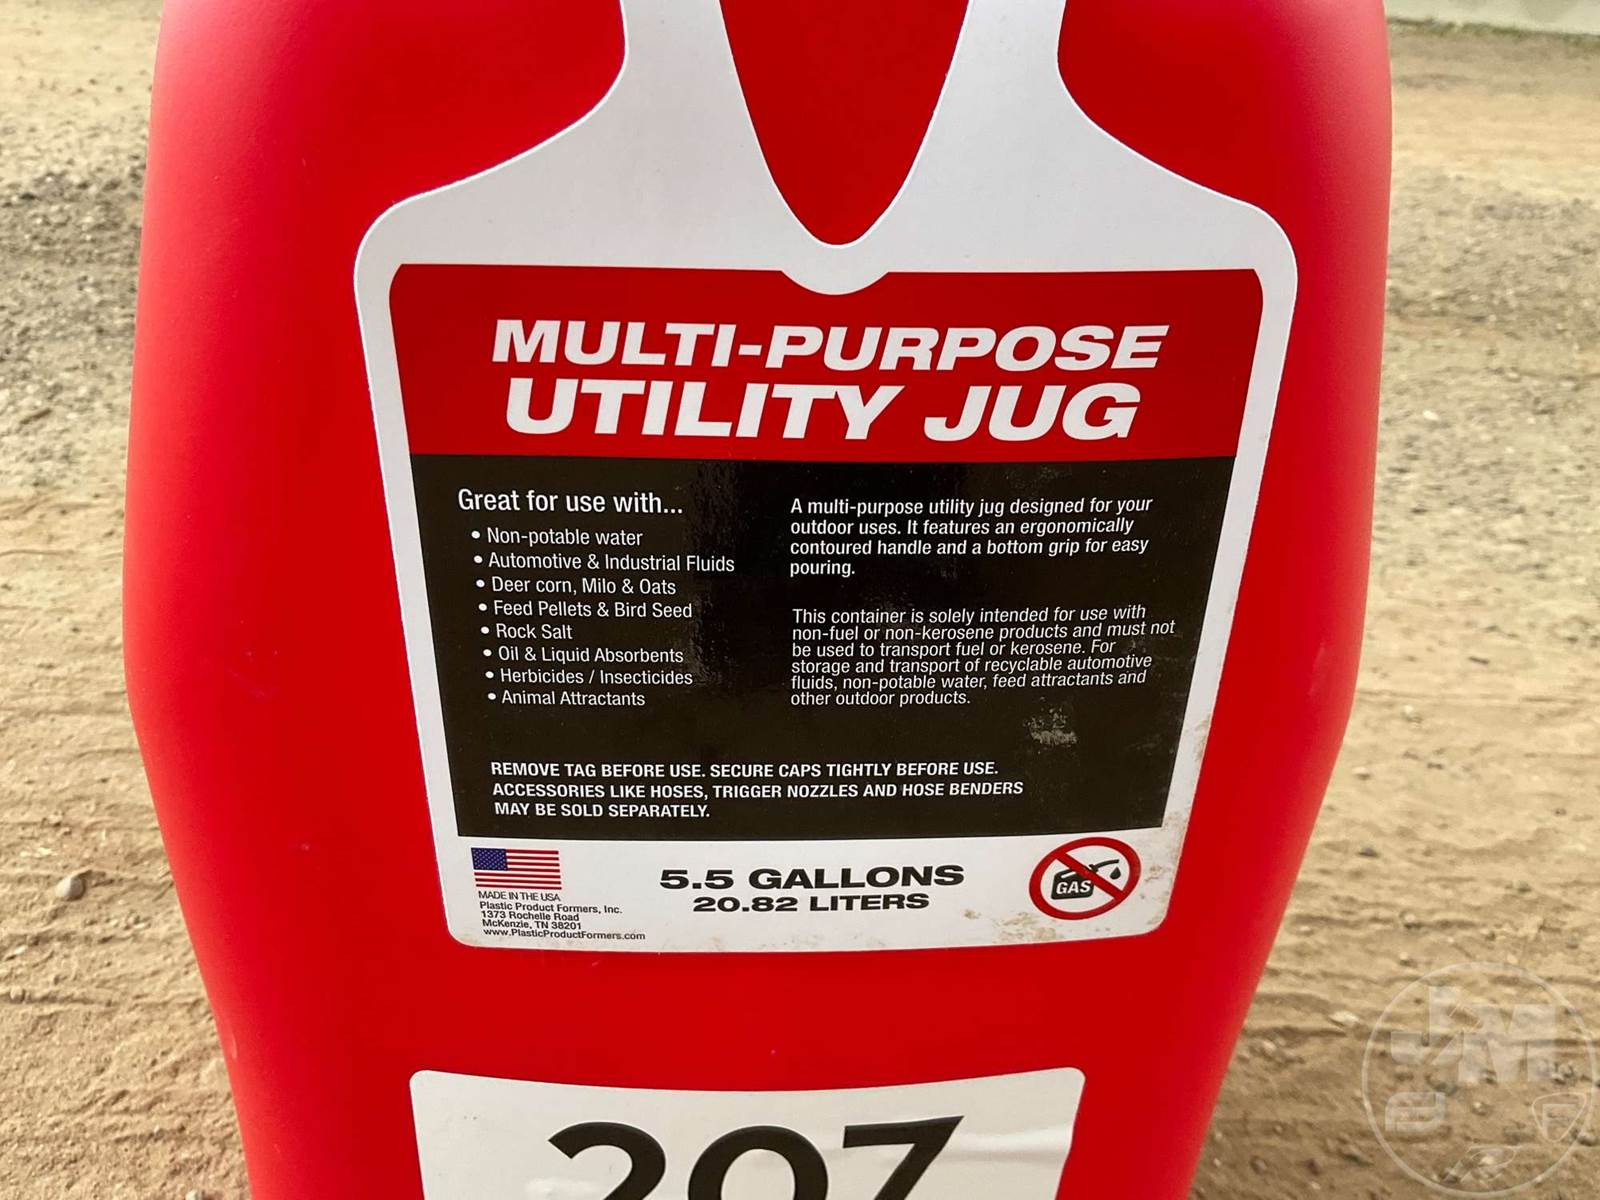 MULTI-PURPOSE
UTILITY JUG
Great for use with...
• Non-potable water
• Automotive & Industrial Fluids
• Deer corn, Milo & Oats
• Feed Pellets & Bird Seed
• Rock Salt
• Oil & Liquid Absorbents
• Herbicides / Insecticides
• Animal Attractants
A multi-purpose utility jug designed for your
outdoor uses. It features an ergonomically
contoured handle and a bottom grip for easy
pouring.
This container is solely intended for use with
non-fuel or non-kerosene products and must not
be used to transport fuel or kerosene. For
storage and transport of recyclable automotive
fluids, non-potable water, feed attractants and
other outdoor products.
REMOVE TAG BEFORE USE. SECURE CAPS TIGHTLY BEFORE USE.
ACCESSORIES LIKE HOSES, TRIGGER NOZZLES AND HOSE BENDERS
MAY BE SOLD SEPARATELY.
MADE IN THE USA
Plastic Product Formers, Inc.
1373 Rochelle Road
McKenzie, TN 38201
www.PlasticProductFormers.com
5.5 GALLONS
20.82 LITERS
GAS
207
JM